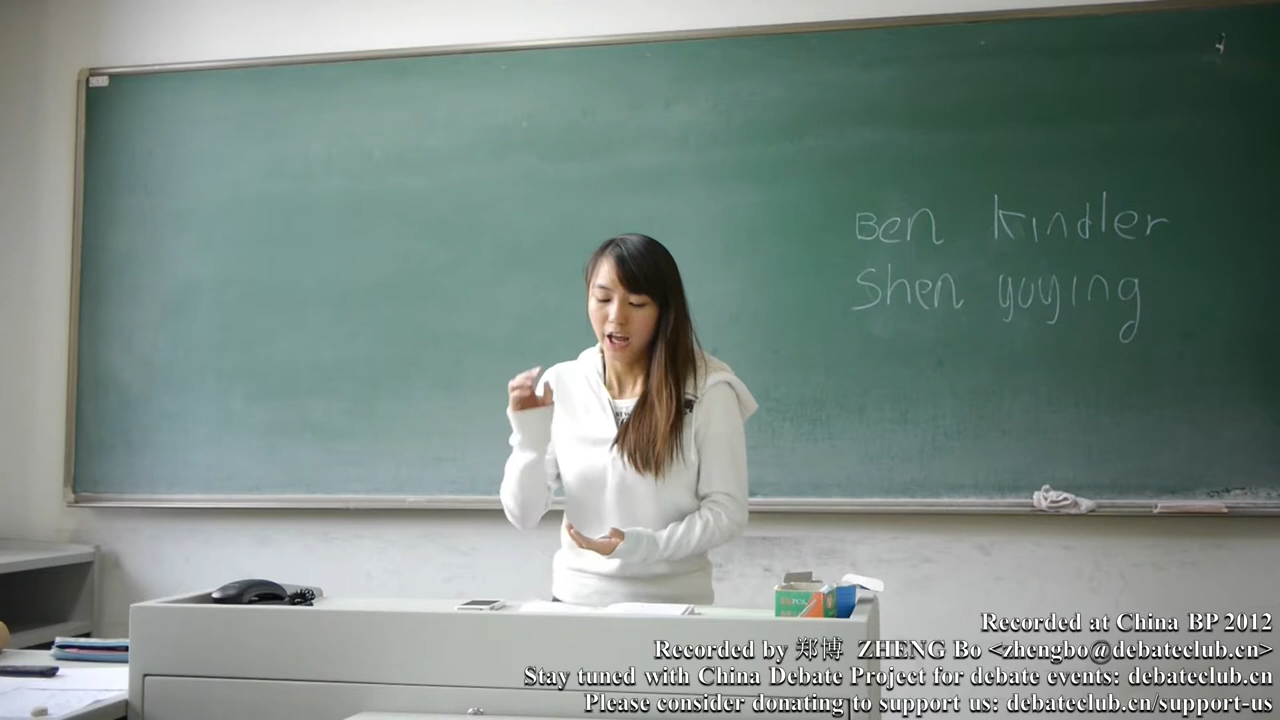 Ben kindler
Shen yuying
Recorded at China BP 2012
Recorded by 郑博 ZHENG Bo <zhengbo@debateclub.cn>
Stay tuned with China Debate Project for debate events: debateclub.cn
Please consider donating to support us: debateclub.cn/support-us